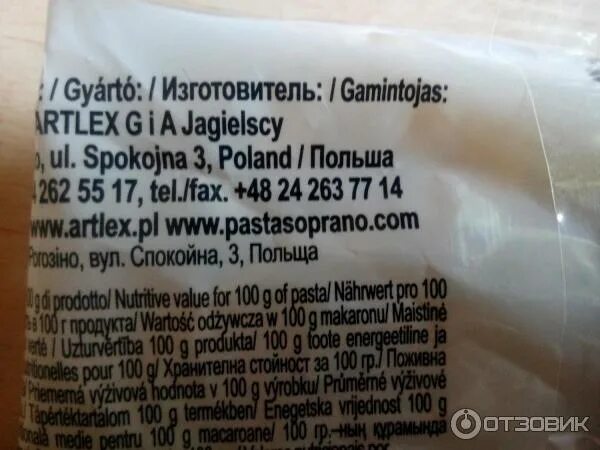 : / Gyártó: / Изготовитель: / Gamintojas:
ARTLEX G i A Jagielscy
ul. Spokojna 3, Poland / Польша
262 55 17, tel./fax. +48 24 263 77 14
www.artlex.pl www.pastasoprano.com
Порозіно, вул. Спокойна, 3, Польща
g di prodotto/ Nutritive value for 100 g of pasta/ Nährwert pro 100
в 100 г продукта/ Wartość odżywcza w 100 g makaronu/ Maistinė
vertė / Uzturvērtība 100 g produkta/ 100 g toote energeetiline ja
pour 100 g/ Хранителна стойност за 100 гр./ Поживна
Priemerná výživová hodnota v 100 g výrobku/ Průměrné výživové
Tápértéktartalom 100 g termékben/ Enegetska vrijednost 100 g
medie pentru 100 g macaroane/ 100 гр.-ның құрамында
ОТЗОВИК